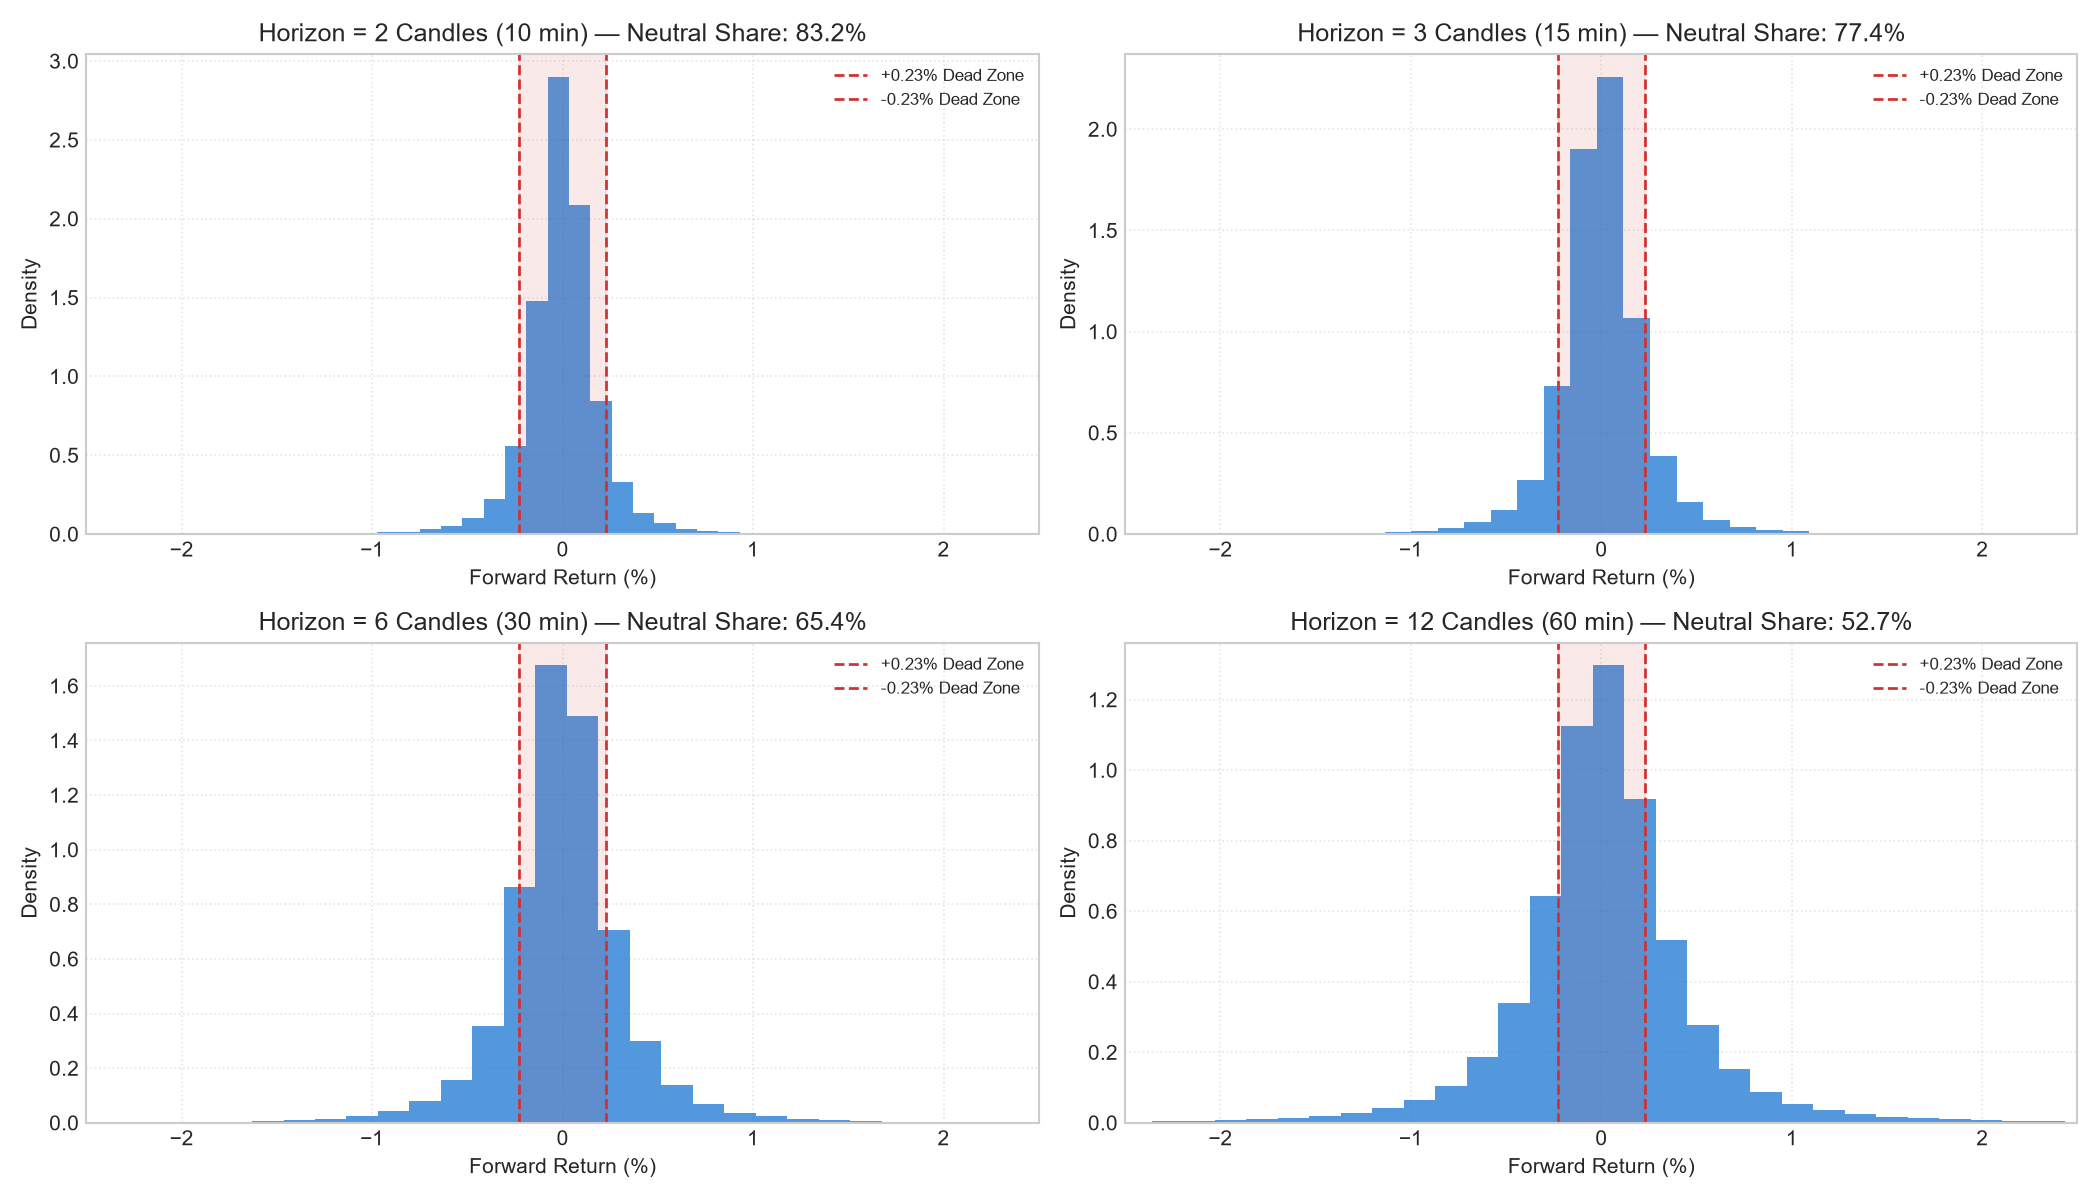 Horizon = 2 Candles (10 min) — Neutral Share: 83.2%
+0.23% Dead Zone
-0.23% Dead Zone
3.0
2.5
2.0
1.5
1.0
0.5
0.0
Density
−2
−1
0
1
2
Forward Return (%)
Horizon = 3 Candles (15 min) — Neutral Share: 77.4%
+0.23% Dead Zone
-0.23% Dead Zone
2.0
1.5
1.0
0.5
0.0
Density
−2
−1
0
1
2
Forward Return (%)
Horizon = 6 Candles (30 min) — Neutral Share: 65.4%
+0.23% Dead Zone
-0.23% Dead Zone
1.6
1.4
1.2
1.0
0.8
0.6
0.4
0.2
0.0
Density
−2
−1
0
1
2
Forward Return (%)
Horizon = 12 Candles (60 min) — Neutral Share: 52.7%
+0.23% Dead Zone
-0.23% Dead Zone
1.2
1.0
0.8
0.6
0.4
0.2
0.0
Density
−2
−1
0
1
2
Forward Return (%)